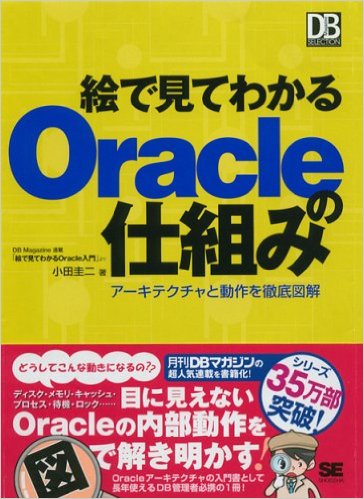 DB
SELECTION
絵で見てわかる
Oracleの
仕組み
DB Magazine 連載
「絵で見てわかるOracle入門」より
小田圭二 著
アーキテクチャと動作を徹底図解
どうしてこんな動きになるの??
ディスク・メモリ・キャッシュ・
プロセス・待機・ロック……
月刊DBマガジンの
超人気連載を書籍化!
シリーズ
35万部
突破!
目に見えない
Oracleの内部動作を
図で解き明かす!
Oracleアーキテクチャの入門書として
長年使えるDB管理者必携の1冊!
SE
SHOEISHA